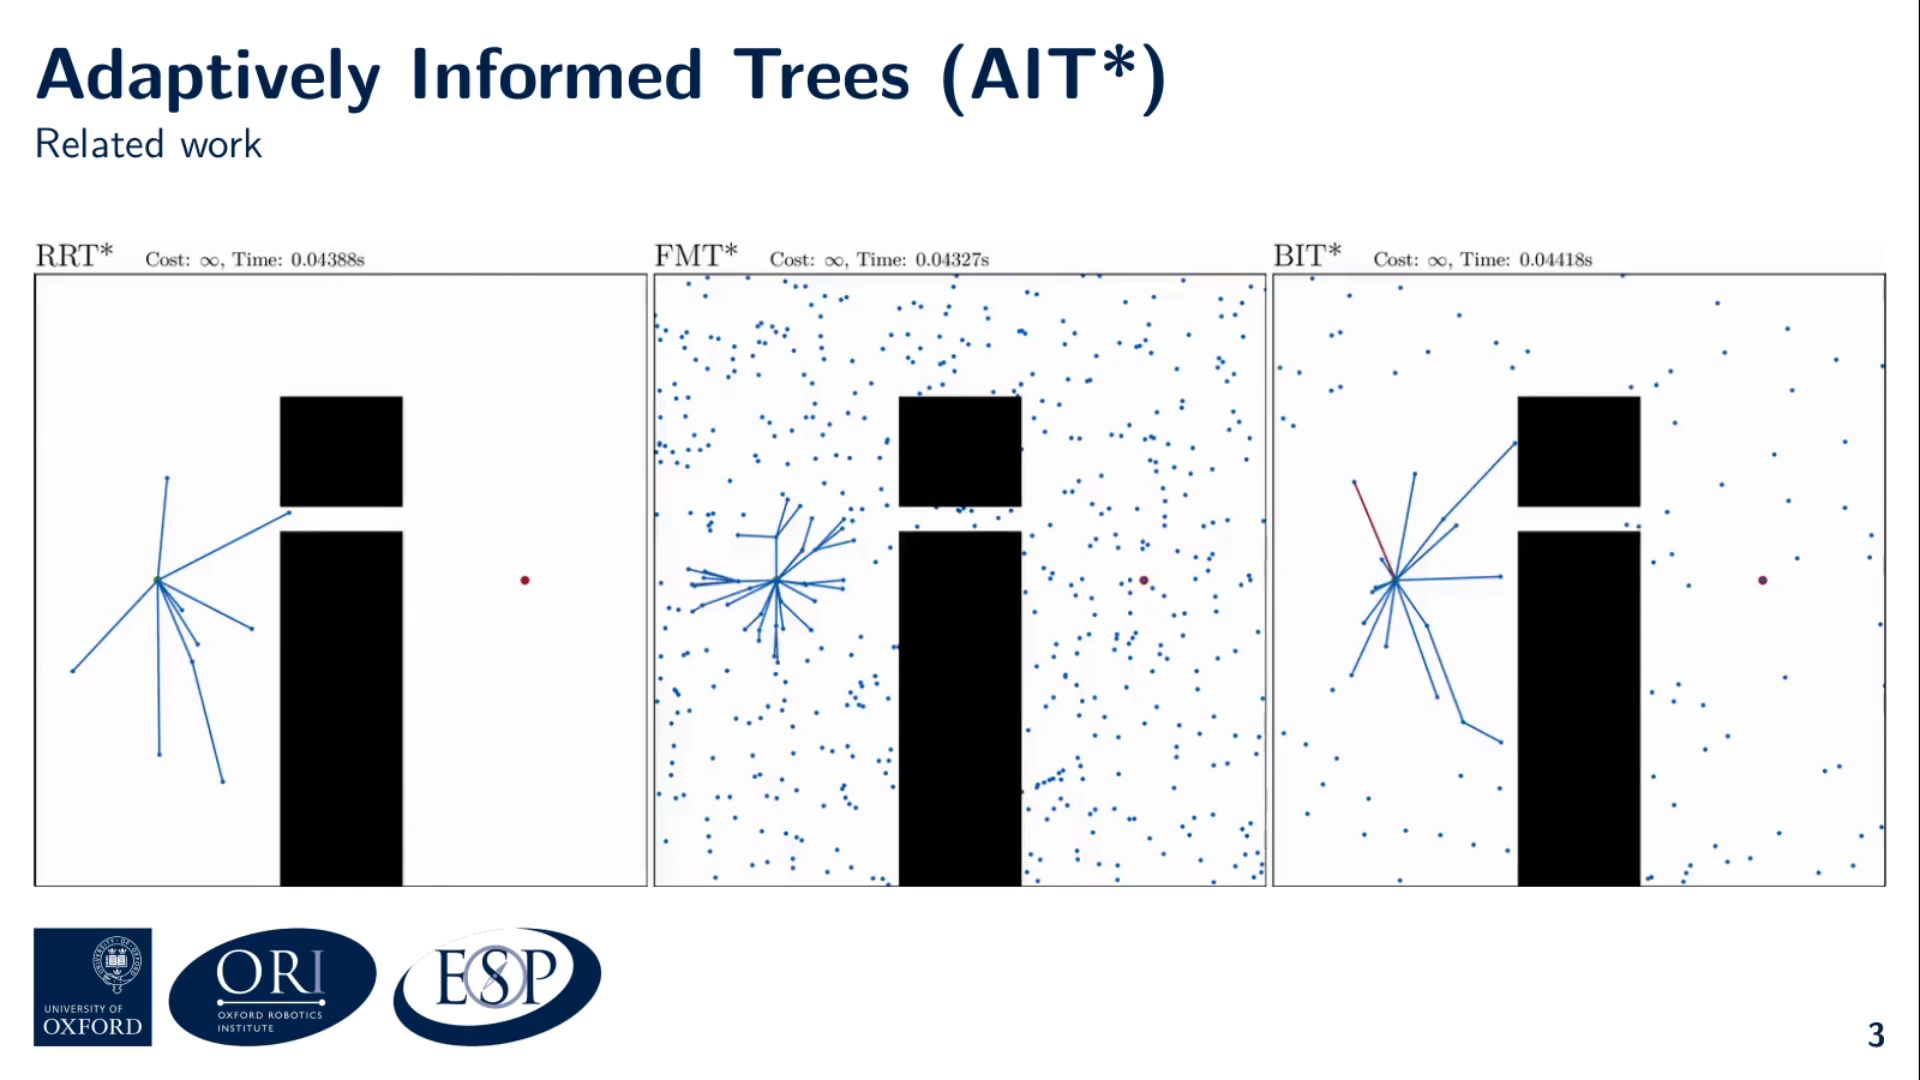 Adaptively Informed Trees (AIT*)
Related work
RRT* Cost: ∞, Time: 0.04388s
FMT* Cost: ∞, Time: 0.04327s
BIT* Cost: ∞, Time: 0.04418s
UNIVERSITY OF
OXFORD
ORI
OXFORD ROBOTICS
INSTITUTE
ESP
3